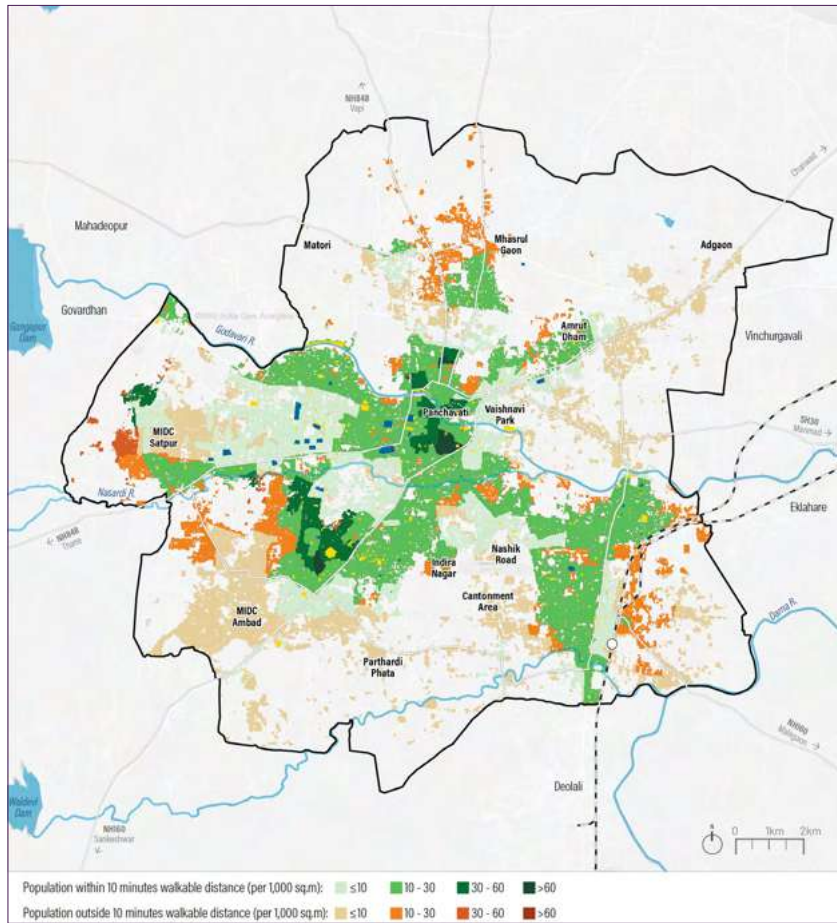 NH848
Vapi
Chandwad
Mahadeopur
Matori
Mhasrul
Gaon
Adgaon
Govardhan
Gangapur
Dam
Godavari R.
Amrut
Dham
Vinchurgavali
Panchavati
Vaishnavi
Park
MIDC
Satpur
SH30
Manmad
Nasardi R.
NH848
Thane
Eklahare
Nashik
Road
Indira
Nagar
Cantonment
Area
MIDC
Ambad
Darna R.
Parthardi
Phata
NH160
Waldevi
Dam
Deolali
NH160
0 1km 2km
Population within 10 minutes walkable distance (per 1,000 sq.m): ≤10 10 - 30 30 - 60 >60
Population outside 10 minutes walkable distance (per 1,000 sq.m): ≤10 10 - 30 30 - 60 >60